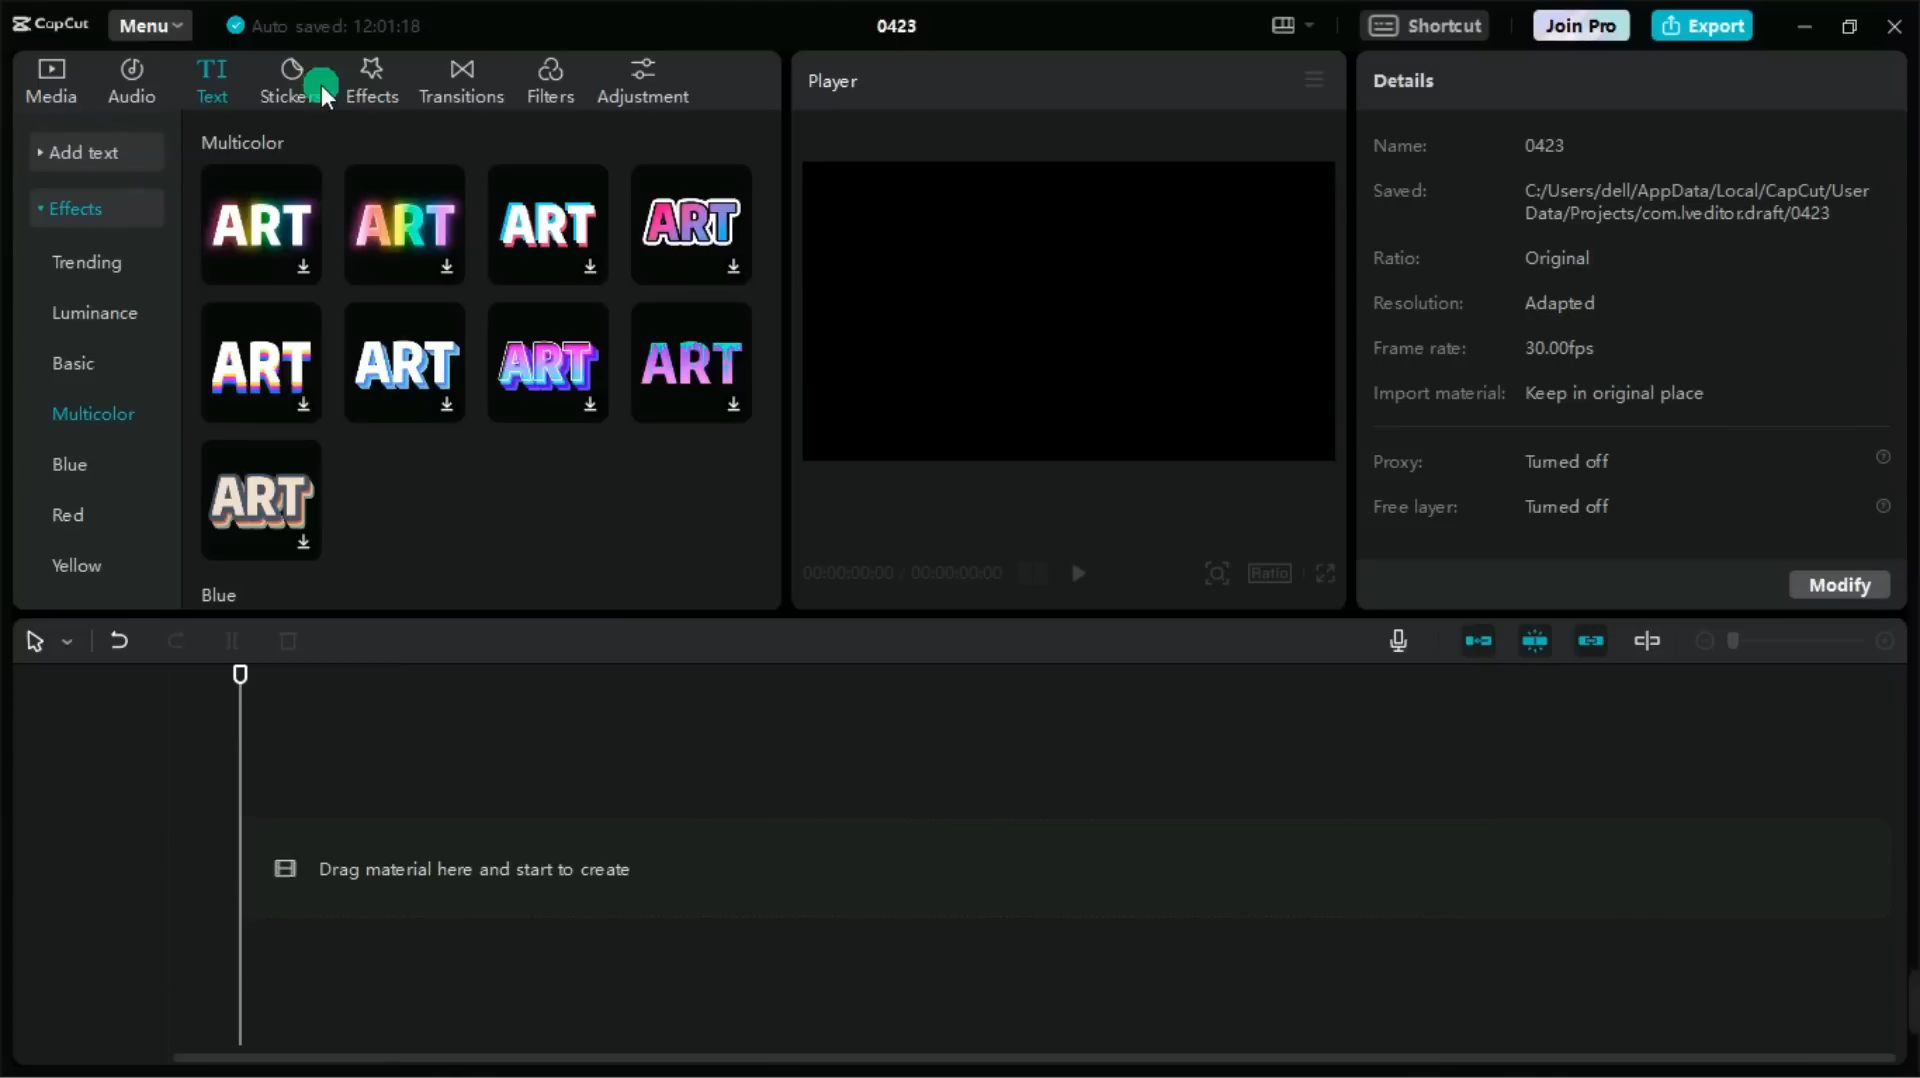 CapCut
Menu
Auto saved: 12:01:18
0423
Shortcut
Join Pro
Export
Media
Audio
TI
Text
Stickers
Effects
Transitions
Filters
Adjustment
Add text
Effects
Trending
Luminance
Basic
Multicolor
Blue
Red
Yellow
Multicolor
ART
ART
ART
ART
ART
ART
ART
ART
ART
Blue
Player
00:00:00:00 / 00:00:00:00
Ratio
Details
Name: 0423
Saved: C:/Users/dell/AppData/Local/CapCut/User
Data/Projects/com.lveditor.draft/0423
Ratio: Original
Resolution: Adapted
Frame rate: 30.00fps
Import material: Keep in original place
Proxy: Turned off
Free layer: Turned off
Modify
Drag material here and start to create